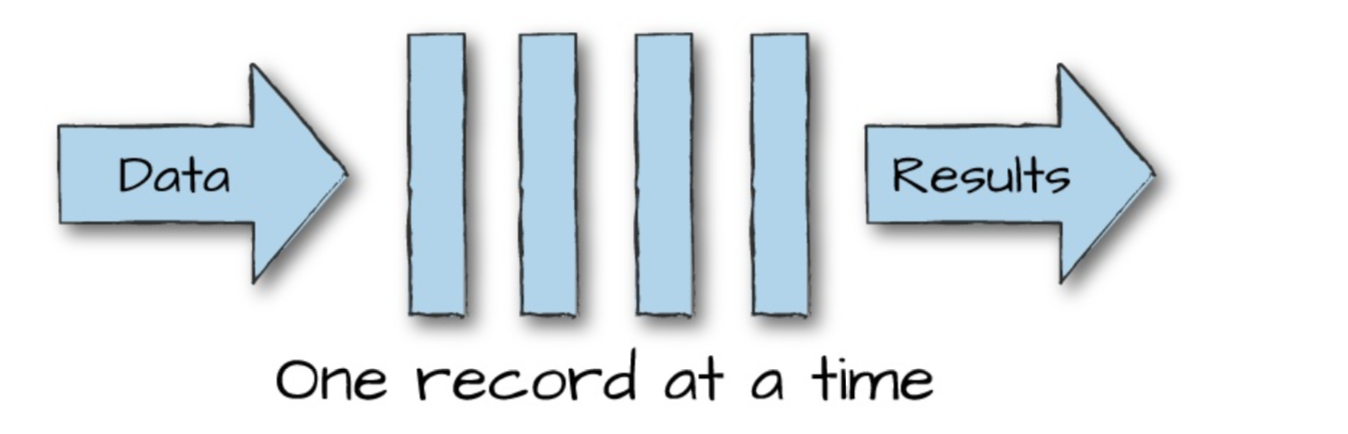 Data
Results
One record at a time